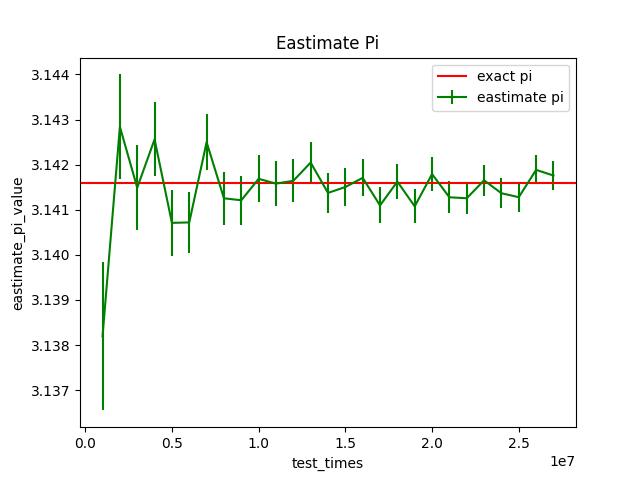 Eastimate Pi
exact pi
eastimate pi
eastimate_pi_value
3.144
3.143
3.142
3.141
3.140
3.139
3.138
3.137
0.0 0.5 1.0 1.5 2.0 2.5
1e7
test_times